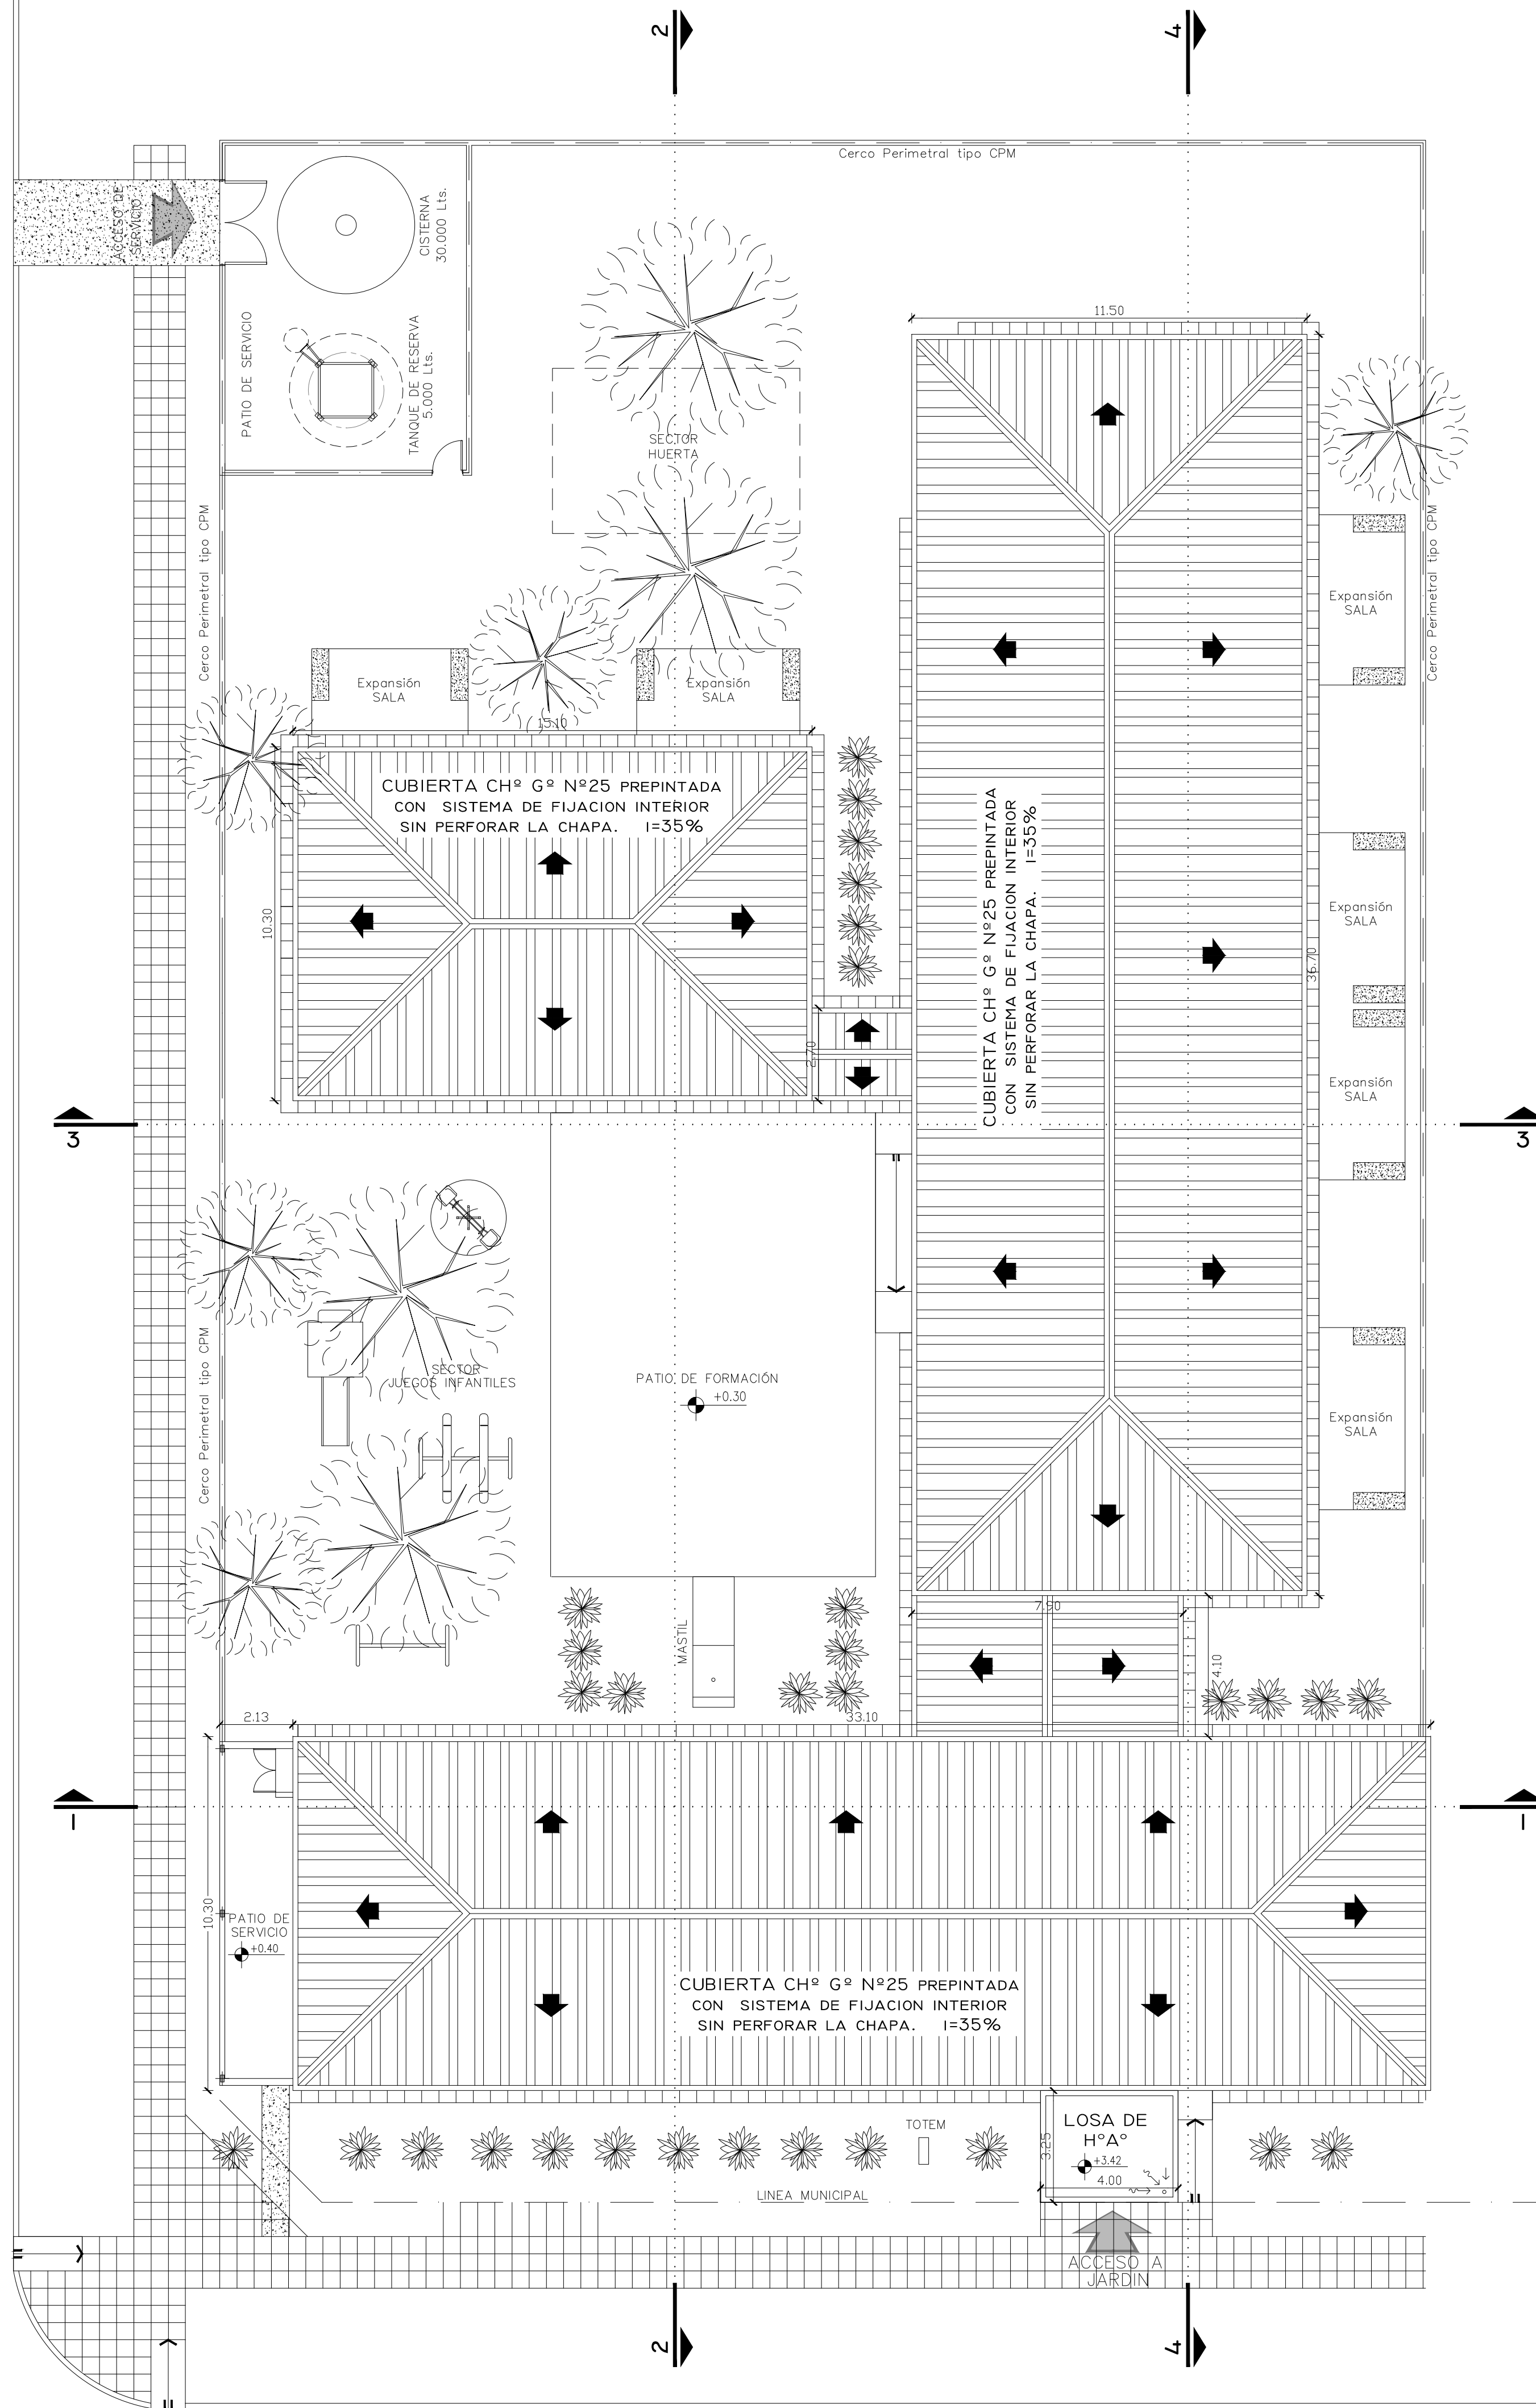 2
4
Cerco Perimetral tipo CPM
ACCESO DE
SERVICIO
CISTERNA
30.000 Lts.
PATIO DE SERVICIO
TANQUE DE RESERVA
5.000 Lts.
11.50
SECTOR
HUERTA
Cerco Perimetral tipo CPM
Cerco Perimetral tipo CPM
Expansión
SALA
Expansión
SALA
Expansión
SALA
15.10
CUBIERTA CHº Gº Nº25 PREPINTADA
CON SISTEMA DE FIJACION INTERIOR
SIN PERFORAR LA CHAPA. I=35%
10.30
CUBIERTA CHº Gº Nº25 PREPINTADA
CON SISTEMA DE FIJACION INTERIOR
SIN PERFORAR LA CHAPA. I=35%
Expansión
SALA
36.70
2.70
Expansión
SALA
3
3
SECTOR
JUEGOS INFANTILES
PATIO DE FORMACIÓN
+0.30
Cerco Perimetral tipo CPM
Expansión
SALA
7.90
MASTIL
4.10
2.13
33.10
1
1
10.30
PATIO DE
SERVICIO
+0.40
CUBIERTA CHº Gº Nº25 PREPINTADA
CON SISTEMA DE FIJACION INTERIOR
SIN PERFORAR LA CHAPA. I=35%
TOTEM
LOSA DE
H°A°
3.25
+3.42
4.00
LINEA MUNICIPAL
ACCESO A
JARDIN
2
4